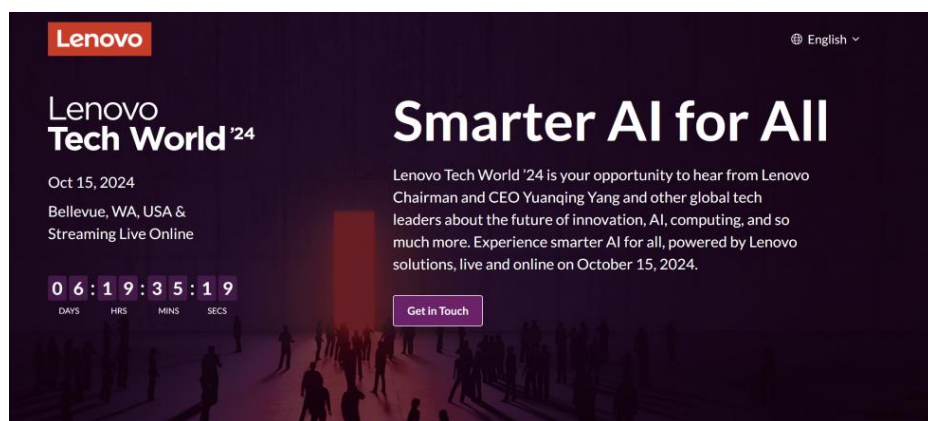 Lenovo
English
Lenovo
Tech World '24
Oct 15, 2024
Bellevue, WA, USA &
Streaming Live Online
06:19:35:19
DAYS HRS MINS SECS
Smarter AI for All
Lenovo Tech World '24 is your opportunity to hear from Lenovo
Chairman and CEO Yuanqing Yang and other global tech
leaders about the future of innovation, AI, computing, and so
much more. Experience smarter AI for all, powered by Lenovo
solutions, live and online on October 15, 2024.
Get in Touch